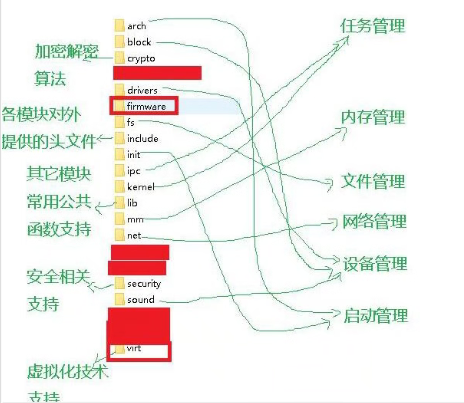 arch
block
crypto
drivers
firmware
fs
include
init
ipc
kernel
lib
mm
net
security
sound
virt
加密解密
算法
各模块对外
提供的头文件
其它模块
常用公共
函数支持
安全相关
支持
虚拟化技术
支持
任务管理
内存管理
文件管理
网络管理
设备管理
启动管理